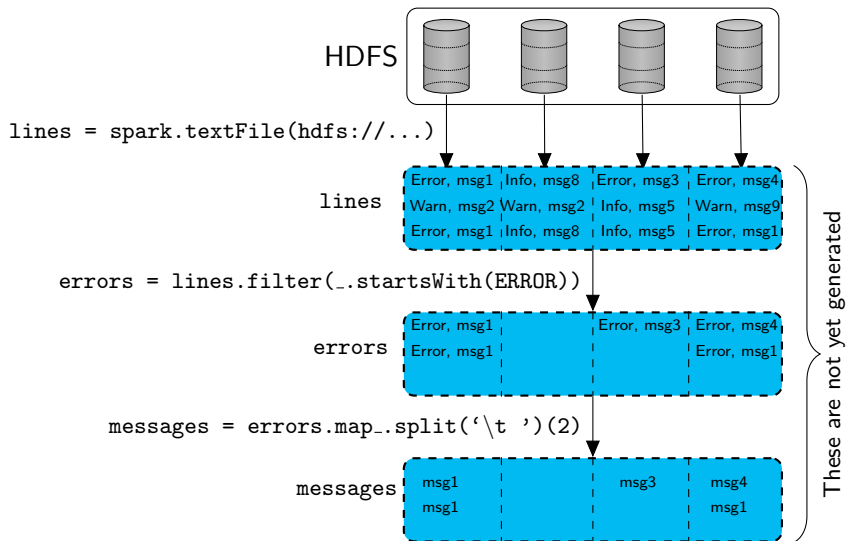 HDFS
lines = spark.textFile(hdfs://...)
lines
Error, msg1 Info, msg8 Error, msg3 Error, msg4
Warn, msg2 Warn, msg2 Info, msg5 Warn, msg9
Error, msg1 Info, msg8 Info, msg5 Error, msg1
errors = lines.filter(_.startsWith(ERROR))
errors
Error, msg1 Error, msg3 Error, msg4
Error, msg1 Error, msg1
messages = errors.map_.split(‘\t ’)(2)
messages
msg1 msg3 msg4
msg1 msg1
These are not yet generated